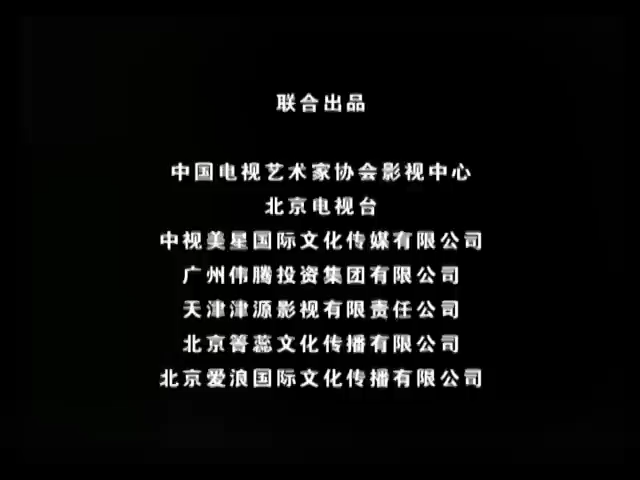 联合出品
中国电视艺术家协会影视中心
北京电视台
中视美星国际文化传媒有限公司
广州伟腾投资集团有限公司
天津津源影视有限责任公司
北京箐蕊文化传播有限公司
北京爱浪国际文化传播有限公司